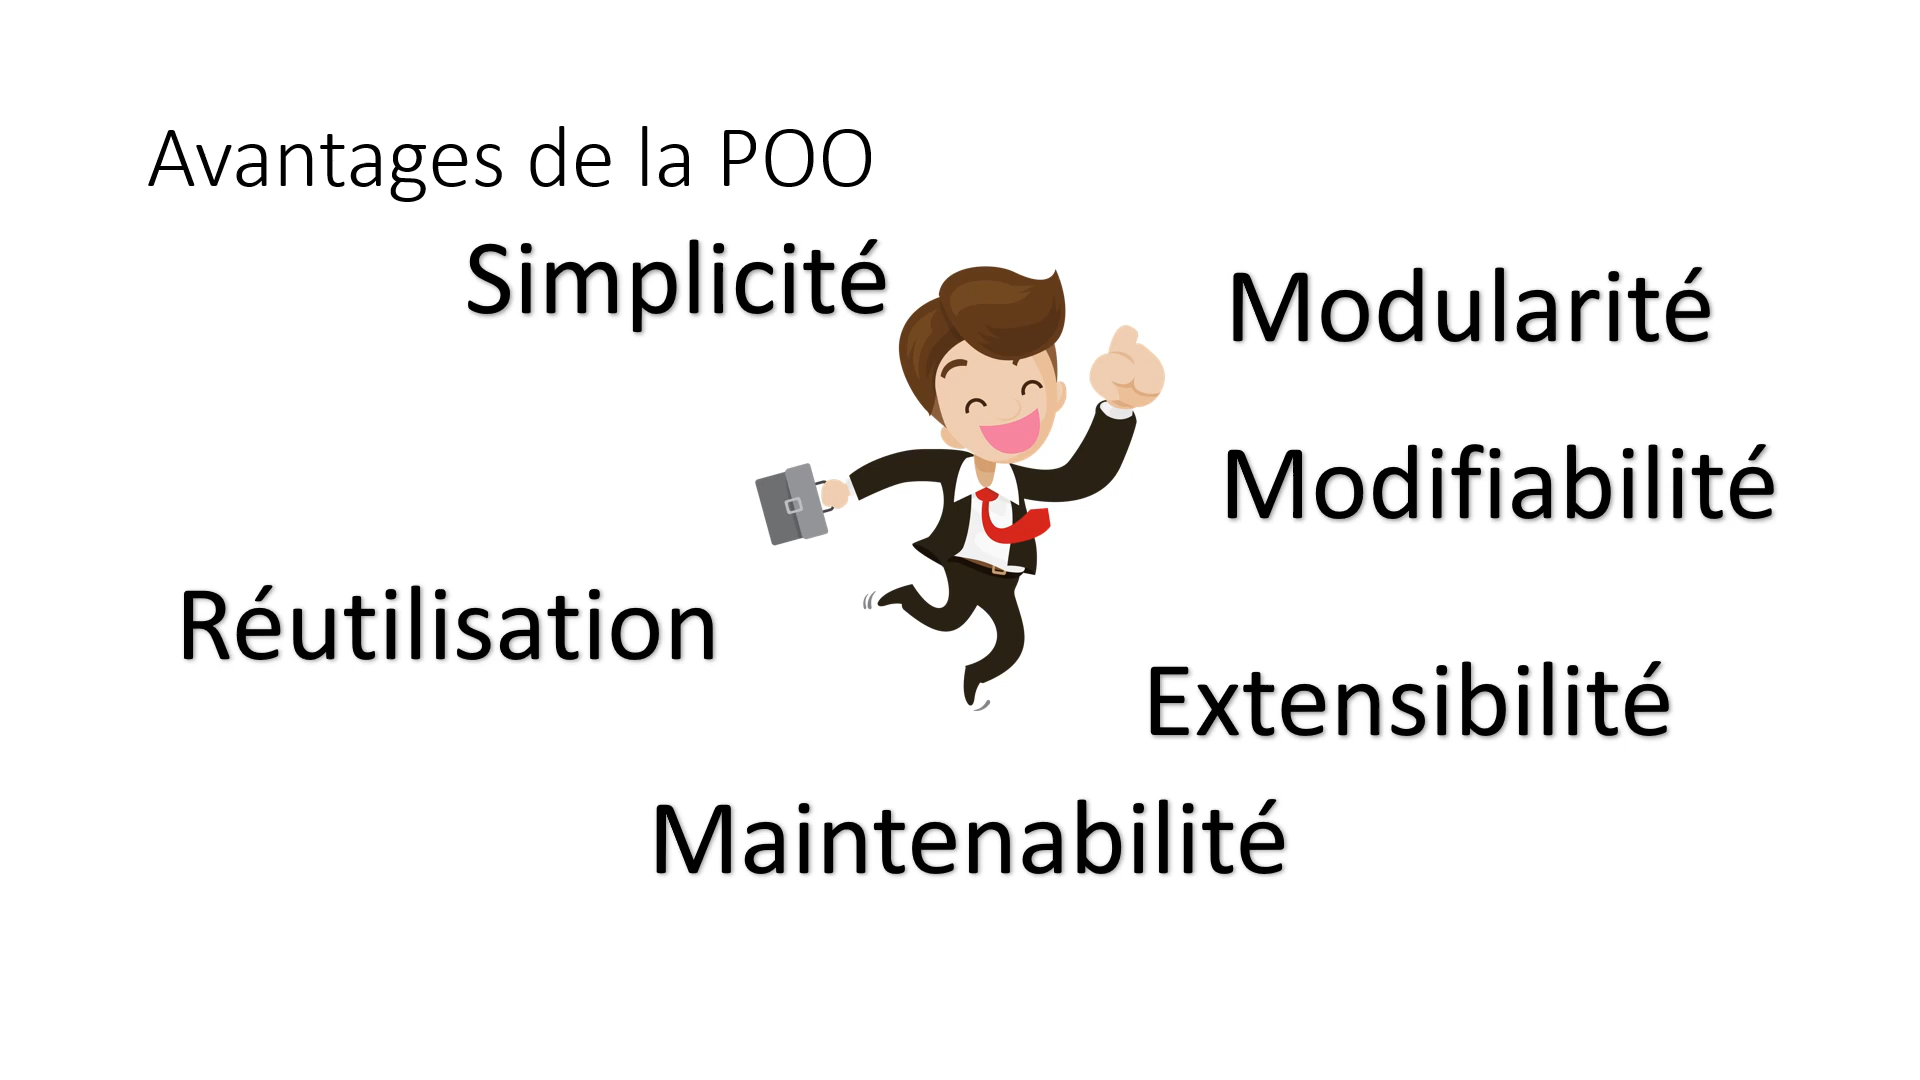 Avantages de la POO
Simplicité
Modularité
Modifiabilité
Réutilisation
Extensibilité
Maintenabilité